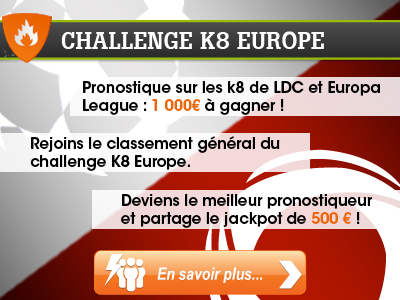 CHALLENGE K8 EUROPE
Pronostique sur les k8 de LDC et Europa
League : 1 000€ à gagner !
Rejoins le classement général du
challenge K8 Europe.
Deviens le meilleur pronostiqueur
et partage le jackpot de 500 € !
En savoir plus...